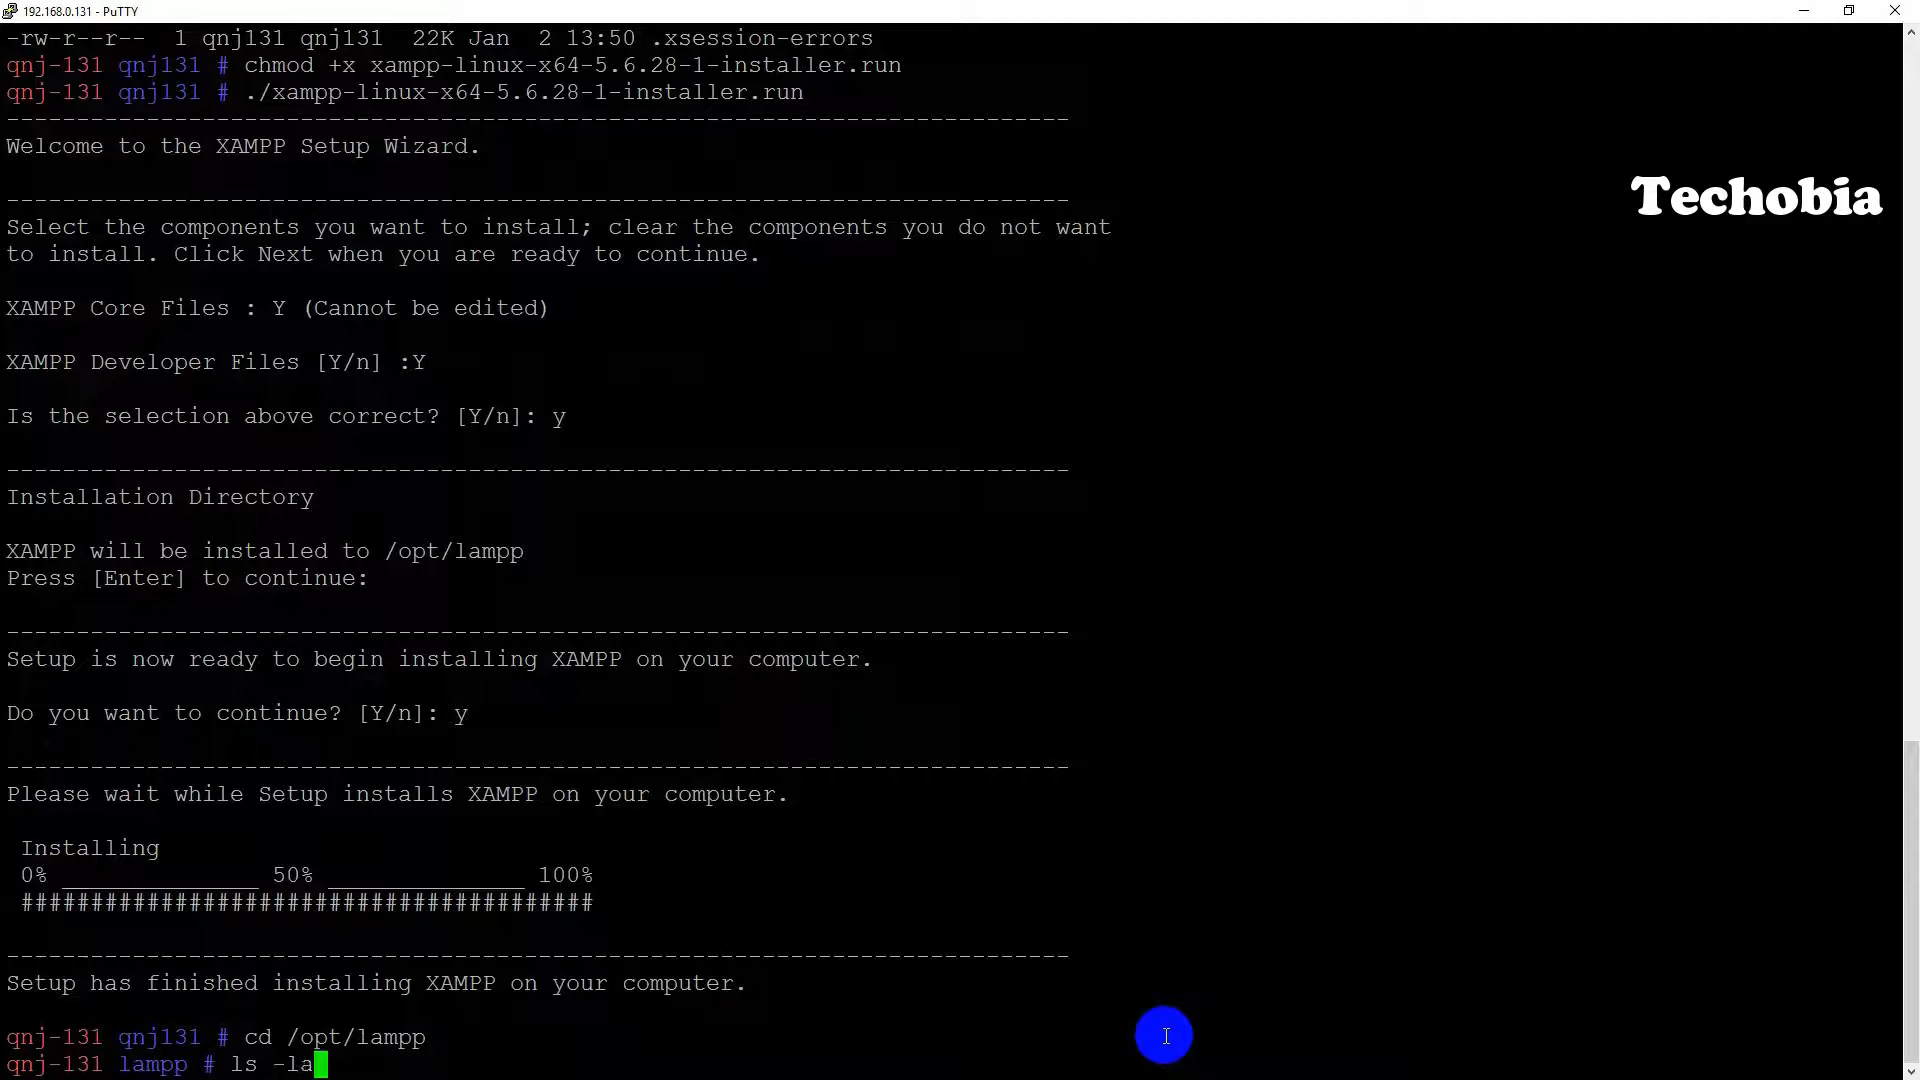 192.168.0.131 - PuTTY
-rw-r--r--  1 qnj131 qnj131  22K Jan  2 13:50 .xsession-errors
qnj-131 qnj131 # chmod +x xampp-linux-x64-5.6.28-1-installer.run
qnj-131 qnj131 # ./xampp-linux-x64-5.6.28-1-installer.run
----------------------------------------------------------------------------
Welcome to the XAMPP Setup Wizard.
----------------------------------------------------------------------------
Techobia
Select the components you want to install; clear the components you do not want
to install. Click Next when you are ready to continue.
XAMPP Core Files : Y (Cannot be edited)
XAMPP Developer Files [Y/n] :Y
Is the selection above correct? [Y/n]: y
----------------------------------------------------------------------------
Installation Directory
XAMPP will be installed to /opt/lampp
Press [Enter] to continue:
----------------------------------------------------------------------------
Setup is now ready to begin installing XAMPP on your computer.
Do you want to continue? [Y/n]: y
----------------------------------------------------------------------------
Please wait while Setup installs XAMPP on your computer.
 Installing
 0% ______________ 50% ______________ 100%
 #########################################
----------------------------------------------------------------------------
Setup has finished installing XAMPP on your computer.
qnj-131 qnj131 # cd /opt/lampp
qnj-131 lampp # ls -la